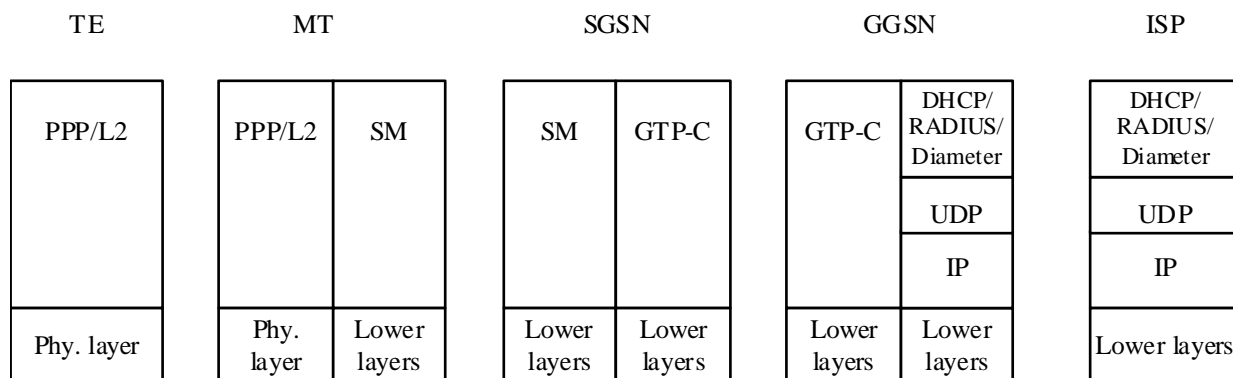 TE
MT
SGSN
GGSN
ISP
PPP/L2
PPP/L2
SM
SM
GTP-C
GTP-C
DHCP/
RADIUS/
Diameter
DHCP/
RADIUS/
Diameter
UDP
UDP
IP
IP
Phy. layer
Phy.
layer
Lower
layers
Lower
layers
Lower
layers
Lower
layers
Lower
layers
Lower layers